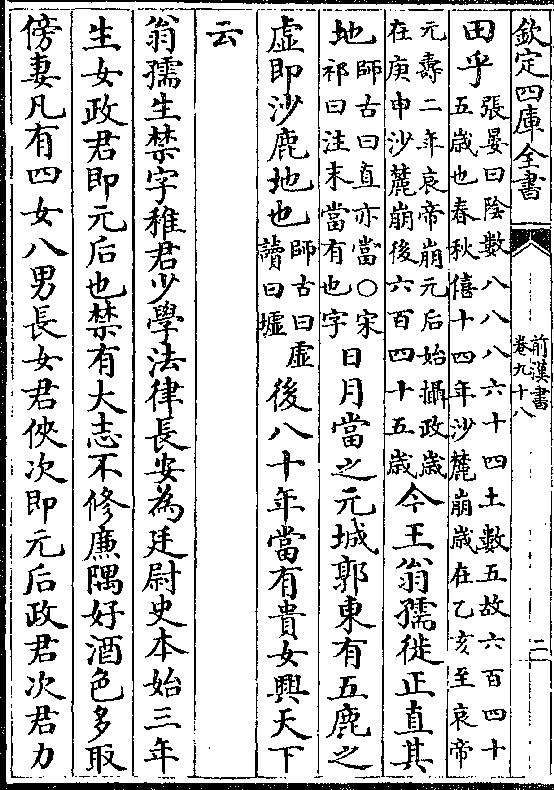 欽定四庫全書
前漢書
卷九十八
二
田乎
張晏曰陰數八八八六十四土數五故六百四十
五歲也春秋僖十四年沙麓崩歲在乙亥至哀帝
元壽二年哀帝崩元后始攝政歲
在庚申沙麓崩後六百四十五歲
今王翁孺徙正直其
地
師古曰直亦當○宋
祁曰注末當有也字
日月當之元城郭東有五鹿之
虛即沙鹿地也
師古曰虛
讀曰墟
後八十年當有貴女興天下
云
翁孺生禁字稚君少學法律長安為廷尉史本始三年
生女政君即元后也禁有大志不修廉隅好酒色多取
傍妻凡有四女八男長女君俠次即元后政君次君力